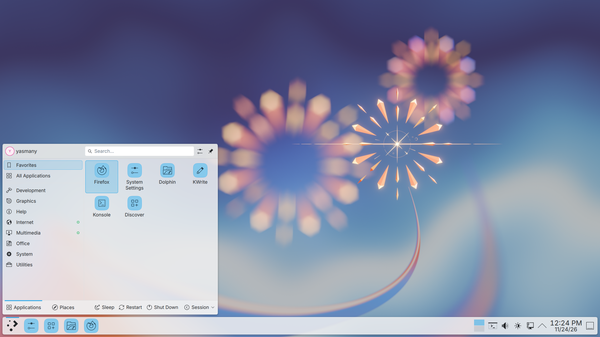 yasmany
Search...
Favorites
All Applications
Development
Graphics
Help
Internet
Multimedia
Office
System
Utilities
Firefox
System Settings
Dolphin
KWrite
Konsole
Discover
Applications
Places
Sleep
Restart
Shut Down
Session
12:24 PM
11/24/26